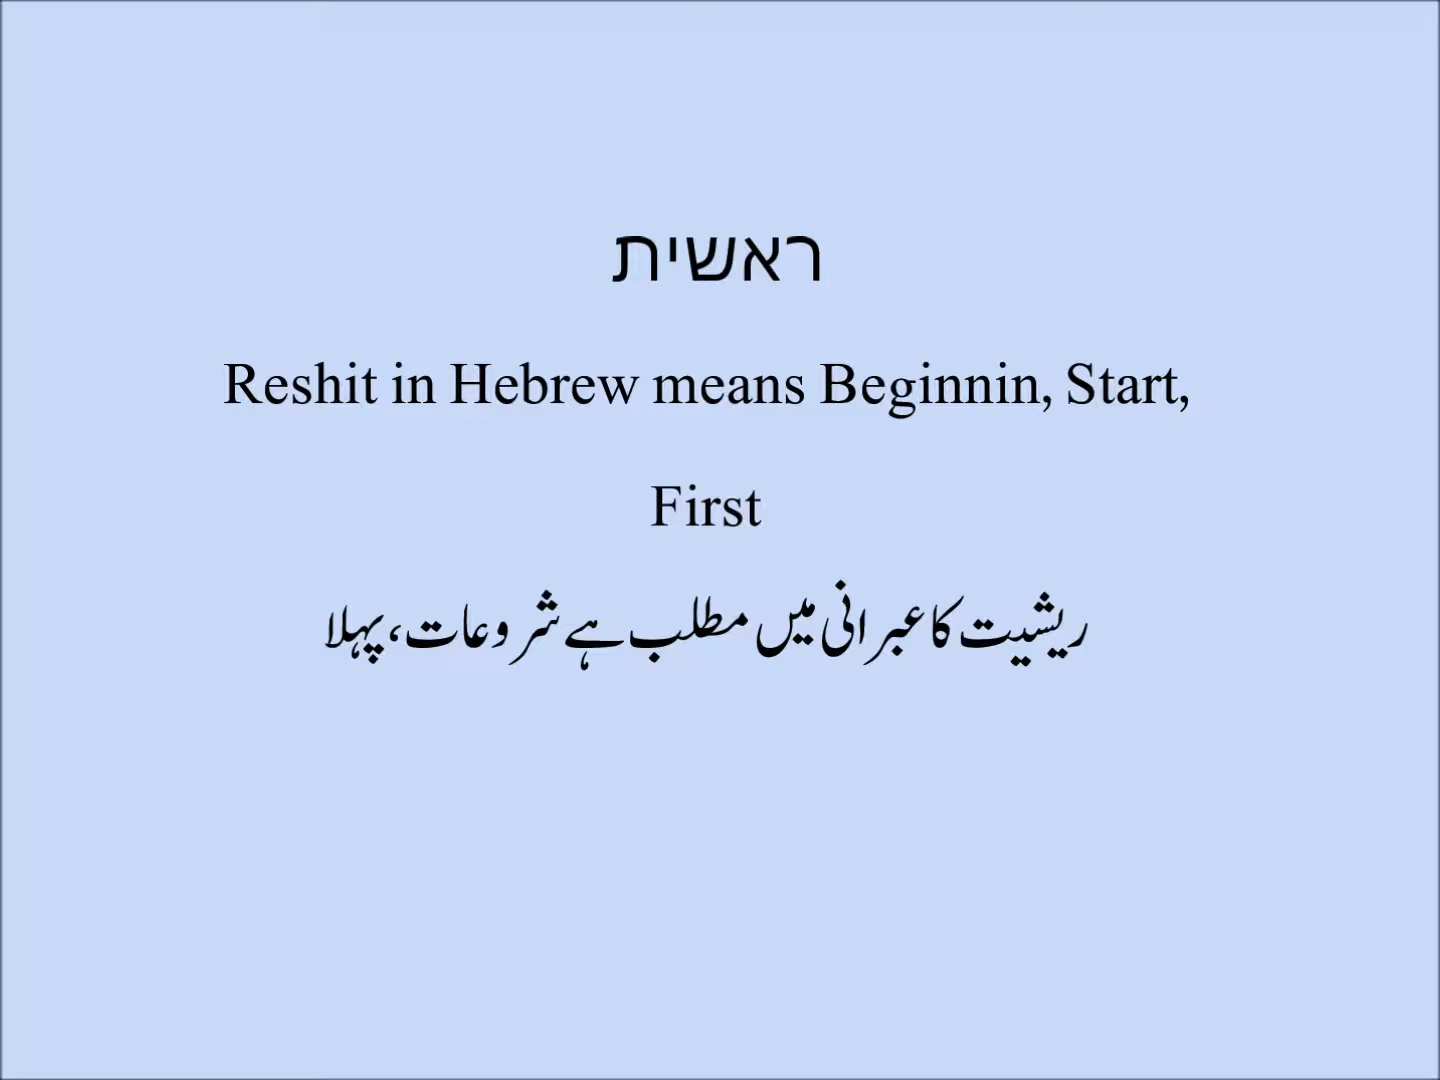 ראשית
Reshit in Hebrew means Beginnin, Start,
First
ریشیت کا عبرانی میں مطلب ہے شروعات، پہلا